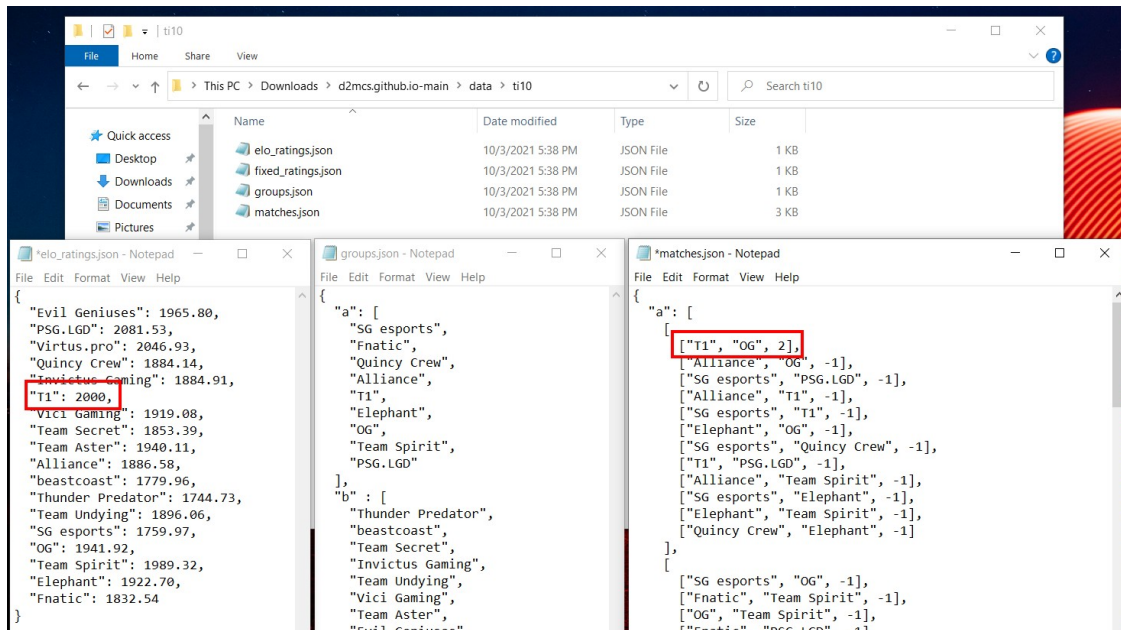 ti10
File Home Share View
This PC > Downloads > d2mcs.github.io-main > data > ti10
Search ti10
Name Date modified Type Size
Quick access
Desktop
Downloads
Documents
Pictures
elo_ratings.json 10/3/2021 5:38 PM JSON File 1 KB
fixed_ratings.json 10/3/2021 5:38 PM JSON File 1 KB
groups.json 10/3/2021 5:38 PM JSON File 1 KB
matches.json 10/3/2021 5:38 PM JSON File 3 KB
*elo_ratings.json - Notepad
File Edit Format View Help
{
"Evil Geniuses": 1965.80,
"PSG.LGD": 2081.53,
"Virtus.pro": 2046.93,
"Quincy Crew": 1884.14,
"Invictus Gaming": 1884.91,
"T1": 2000,
"Vici Gaming": 1919.08,
"Team Secret": 1853.39,
"Team Aster": 1940.11,
"Alliance": 1886.58,
"beastcoast": 1779.96,
"Thunder Predator": 1744.73,
"Team Undying": 1896.06,
"SG esports": 1759.97,
"OG": 1941.92,
"Team Spirit": 1989.32,
"Elephant": 1922.70,
"Fnatic": 1832.54
}
groups.json - Notepad
File Edit Format View Help
{
"a": [
"SG esports",
"Fnatic",
"Quincy Crew",
"Alliance",
"T1",
"Elephant",
"OG",
"Team Spirit",
"PSG.LGD"
],
"b" : [
"Thunder Predator",
"beastcoast",
"Team Secret",
"Invictus Gaming",
"Team Undying",
"Vici Gaming",
"Team Aster",
"Evil Geniuses",
*matches.json - Notepad
File Edit Format View Help
{
"a": [
[
["T1", "OG", 2],
["Alliance", "OG", -1],
["SG esports", "PSG.LGD", -1],
["Alliance", "T1", -1],
["SG esports", "T1", -1],
["Elephant", "OG", -1],
["SG esports", "Quincy Crew", -1],
["T1", "PSG.LGD", -1],
["Alliance", "Team Spirit", -1],
["SG esports", "Elephant", -1],
["Elephant", "Team Spirit", -1],
["Quincy Crew", "Elephant", -1]
],
[
["SG esports", "OG", -1],
["Fnatic", "Team Spirit", -1],
["OG", "Team Spirit", -1],
["Fnatic", "PSG.LGD", -1],